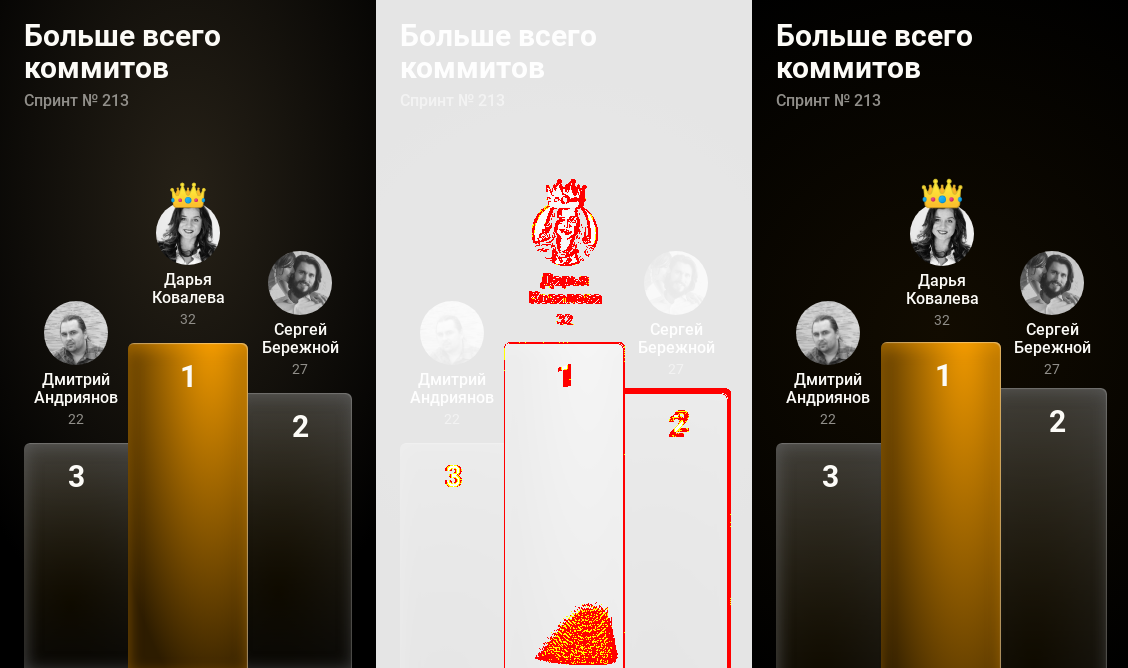 Больше всего
коммитов
Спринт № 213
Дарья
Ковалева
32
Сергей
Бережной
27
Дмитрий
Андриянов
22
1
2
3
Больше всего
коммитов
Спринт № 213
Дарья
Ковалева
32
Сергей
Бережной
27
Дмитрий
Андриянов
22
1
2
3
Больше всего
коммитов
Спринт № 213
Дарья
Ковалева
32
Сергей
Бережной
27
Дмитрий
Андриянов
22
1
2
3